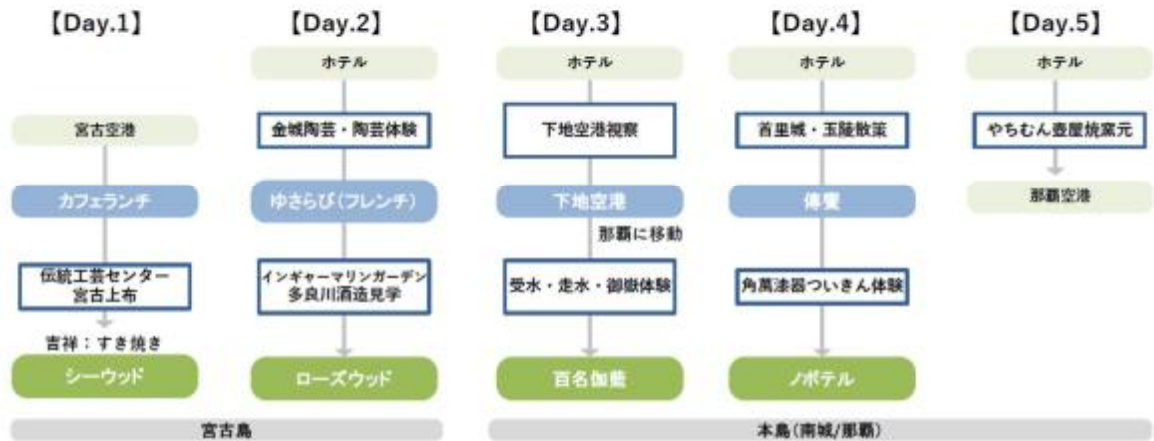 【Day.1】
宮古空港
カフェランチ
伝統工芸センター
宮古上布
吉祥：すき焼き
シーウッド
【Day.2】
ホテル
金城陶芸・陶芸体験
ゆさらび(フレンチ)
インギャーマリンガーデン
多良川酒造見学
ローズウッド
宮古島
【Day.3】
ホテル
下地空港視察
下地空港
那覇に移動
受水・走水・御嶽体験
百名伽藍
【Day.4】
ホテル
首里城・玉陵散策
角萬漆器ついきん体験
ノボテル
【Day.5】
ホテル
やちむん壺屋焼窯元
那覇空港
本島(南城/那覇)